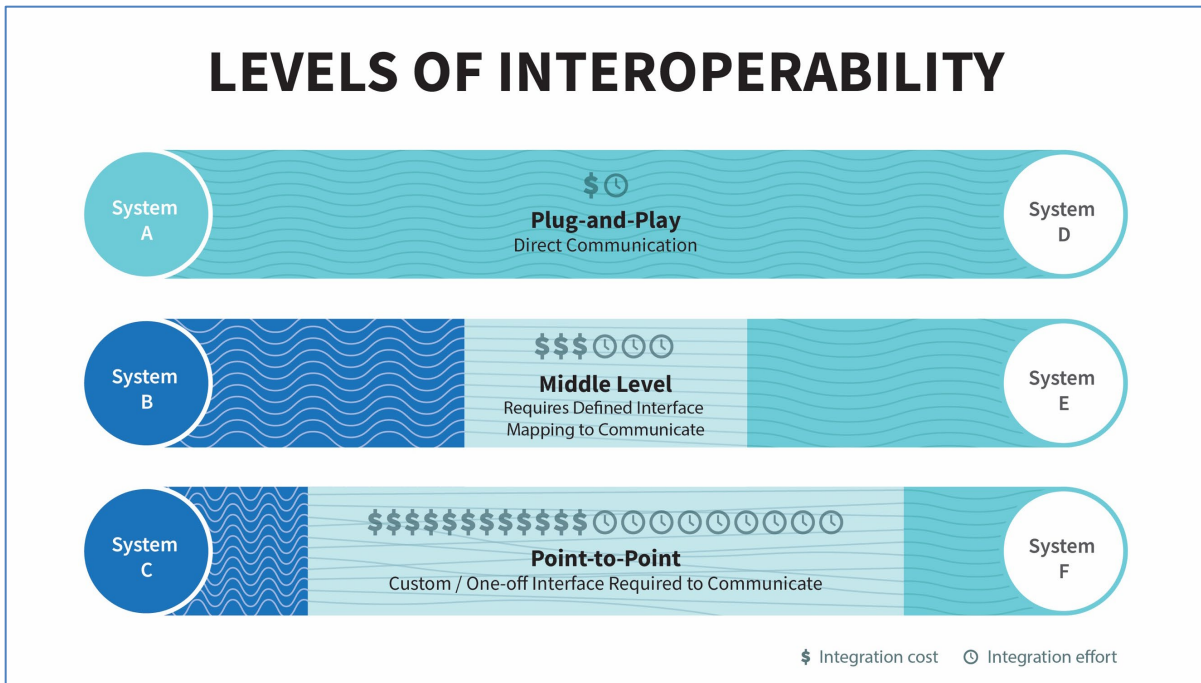 LEVELS OF INTEROPERABILITY
System
A
$
Plug-and-Play
Direct Communication
System
D
System
B
$$$
Middle Level
Requires Defined Interface
Mapping to Communicate
System
E
System
C
$$$$$$$$$$$$
Point-to-Point
Custom / One-off Interface Required to Communicate
System
F
$ Integration cost
Integration effort